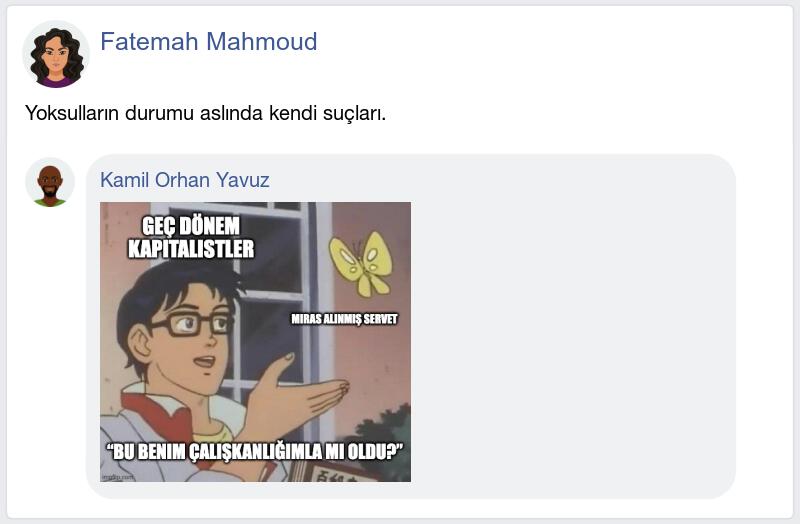 Fatemah Mahmoud
Yoksulların durumu aslında kendi suçları.
Kamil Orhan Yavuz
GEÇ DÖNEM
KAPITALISTLER
MIRAS ALINMIŞ SERVET
“BU BENIM ÇALIŞKANLIĞIMLA MI OLDU?”
imgflip.com